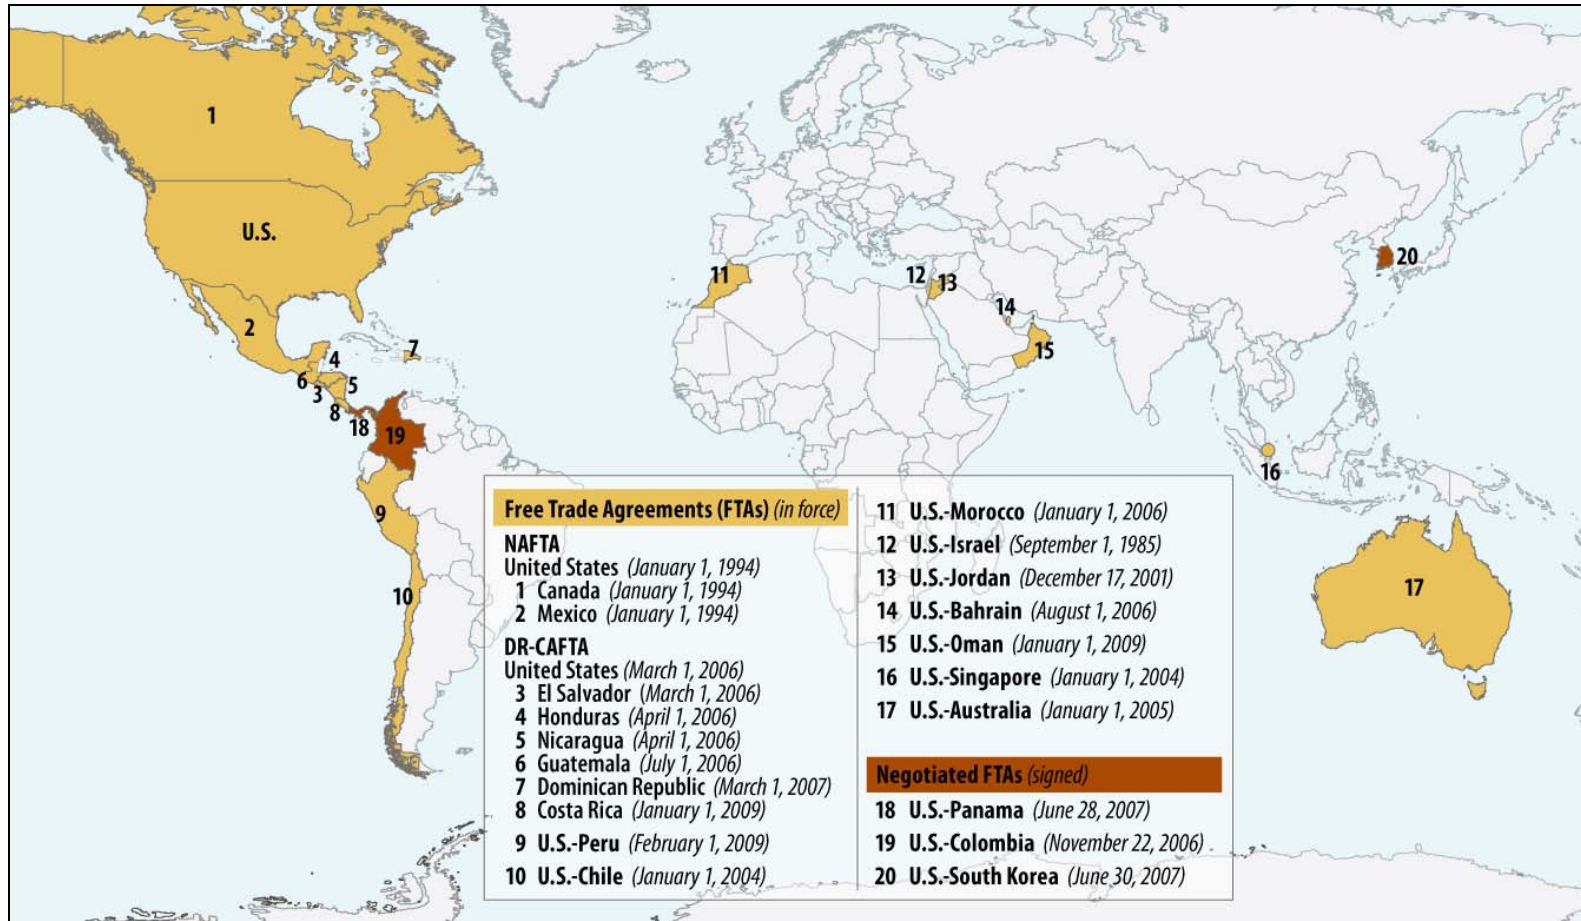 1
U.S.
2
4
7
6
5
3
8
18
19
9
10
11
12
13
14
15
20
16
17
Free Trade Agreements (FTAs) (in force)
NAFTA
United States (January 1, 1994)
1 Canada (January 1, 1994)
2 Mexico (January 1, 1994)
DR-CAFTA
United States (March 1, 2006)
3 El Salvador (March 1, 2006)
4 Honduras (April 1, 2006)
5 Nicaragua (April 1, 2006)
6 Guatemala (July 1, 2006)
7 Dominican Republic (March 1, 2007)
8 Costa Rica (January 1, 2009)
9 U.S.-Peru (February 1, 2009)
10 U.S.-Chile (January 1, 2004)
11 U.S.-Morocco (January 1, 2006)
12 U.S.-Israel (September 1, 1985)
13 U.S.-Jordan (December 17, 2001)
14 U.S.-Bahrain (August 1, 2006)
15 U.S.-Oman (January 1, 2009)
16 U.S.-Singapore (January 1, 2004)
17 U.S.-Australia (January 1, 2005)
Negotiated FTAs (signed)
18 U.S.-Panama (June 28, 2007)
19 U.S.-Colombia (November 22, 2006)
20 U.S.-South Korea (June 30, 2007)